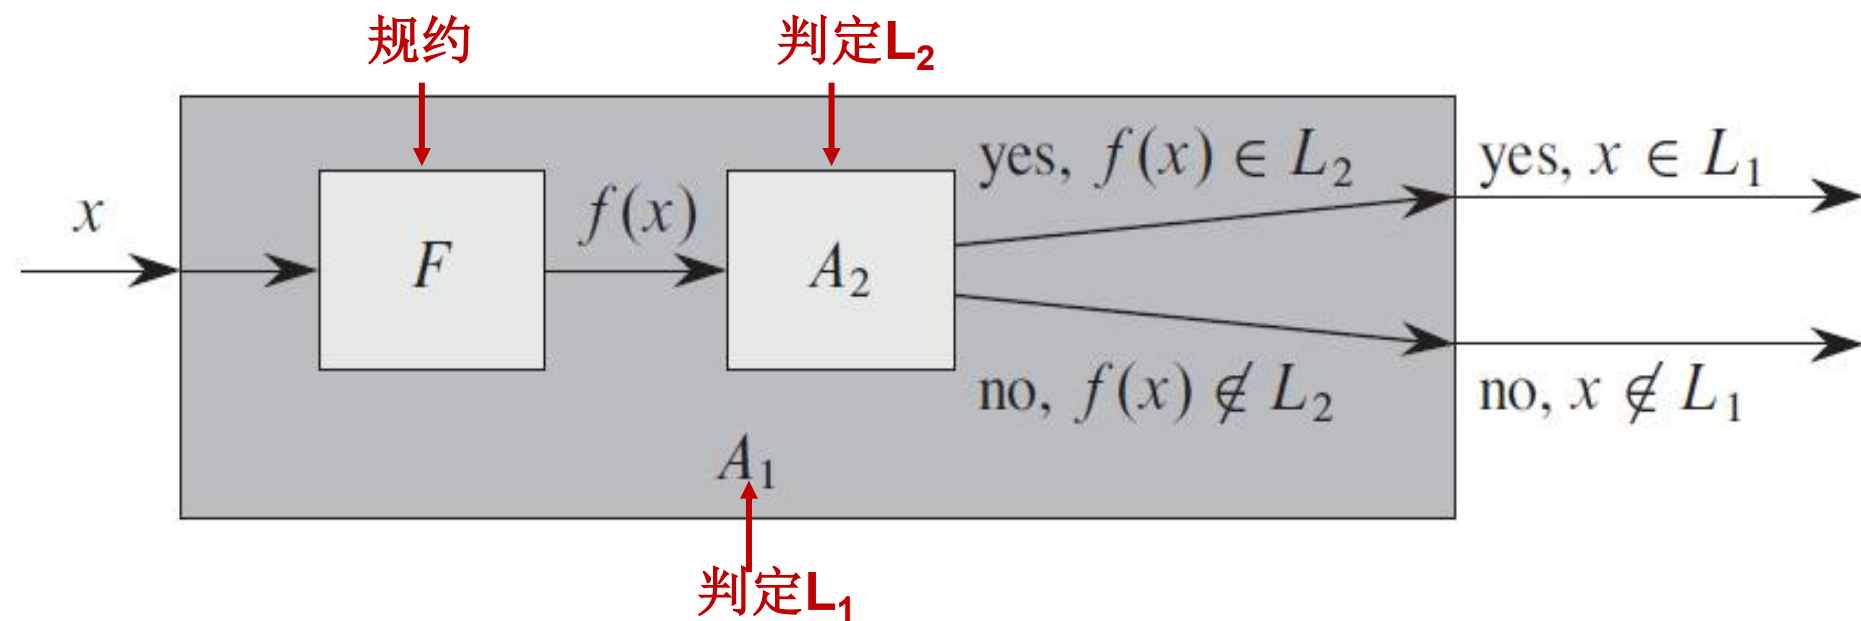 规约
判定L₂
yes, f(x) ∈ L₂
yes, x ∈ L₁
x
f(x)
F
A₂
no, f(x) ∉ L₂
no, x ∉ L₁
A₁
判定L₁